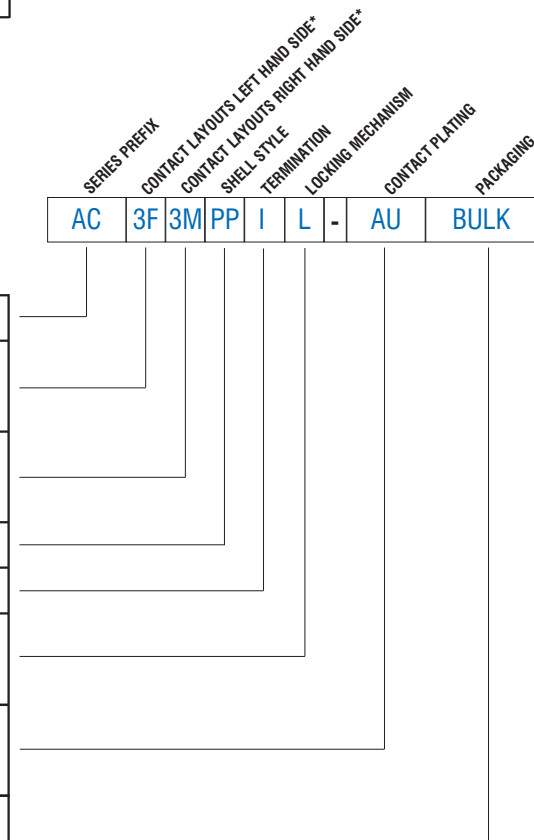 SERIES PREFIX
CONTACT LAYOUTS LEFT HAND SIDE*
CONTACT LAYOUTS RIGHT HAND SIDE*
SHELL STYLE
TERMINATION
LOCKING MECHANISM
CONTACT PLATING
PACKAGING
AC 3F 3M PP I L - AU BULK